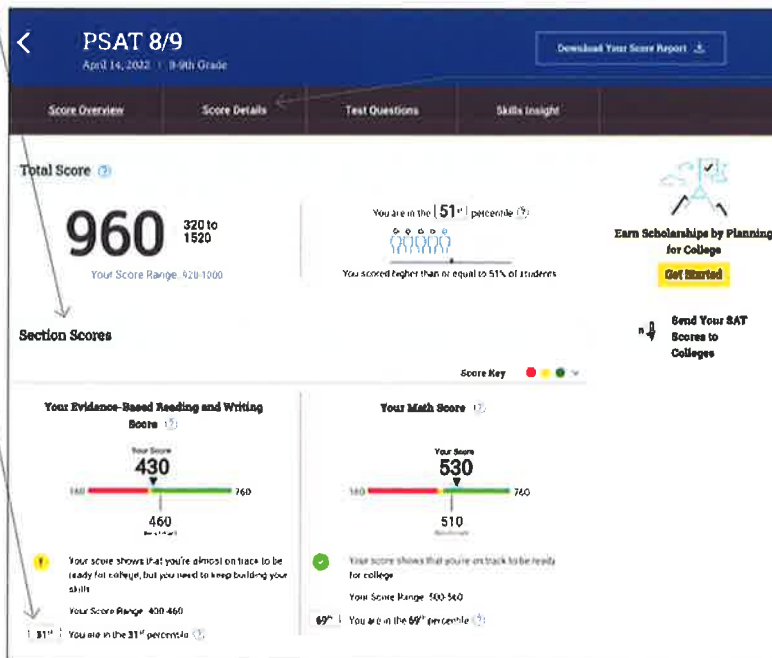 PSAT 8/9
April 14, 2022 | 8-9th Grade
Download Your Score Report
Score Overview
Score Details
Test Questions
Skills Insight
Total Score (?)
960
320 to
1520
Your Score Range: 920-1000
You are in the 51st percentile (?)
You scored higher than or equal to 51% of students
Earn Scholarships by Planning
for College
Get Started
Send Your SAT
Scores to
Colleges
Section Scores
Score Key
Your Evidence-Based Reading and Writing
Score (?)
Your Score
430
160
760
460
Benchmark
! Your score shows that you're almost on track to be
ready for college, but you need to keep building your
skills
Your Score Range: 400-460
31st You are in the 31st percentile (?)
Your Math Score (?)
Your Score
530
160
760
510
Benchmark
Your score shows that you're on track to be ready
for college
Your Score Range: 500-560
69th You are in the 69th percentile (?)